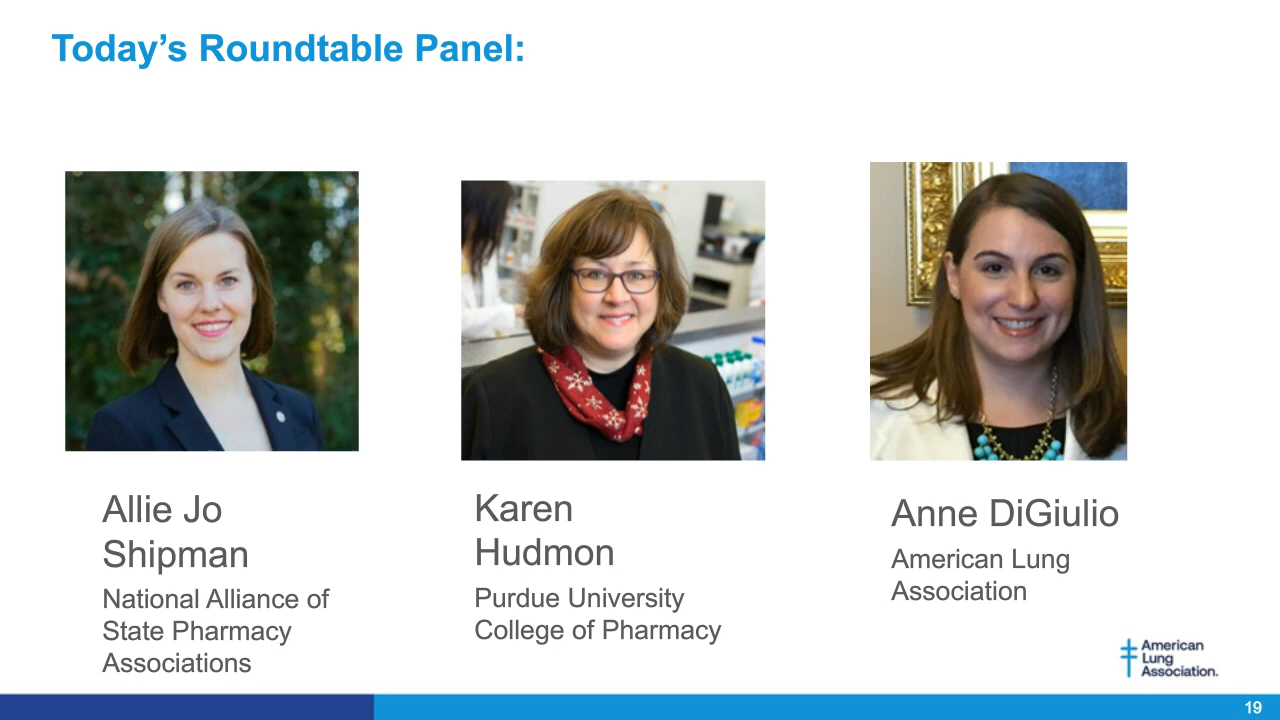 Today’s Roundtable Panel:
Allie Jo
Shipman
National Alliance of
State Pharmacy
Associations
Karen
Hudmon
Purdue University
College of Pharmacy
Anne DiGiulio
American Lung
Association
American
Lung
Association.
19